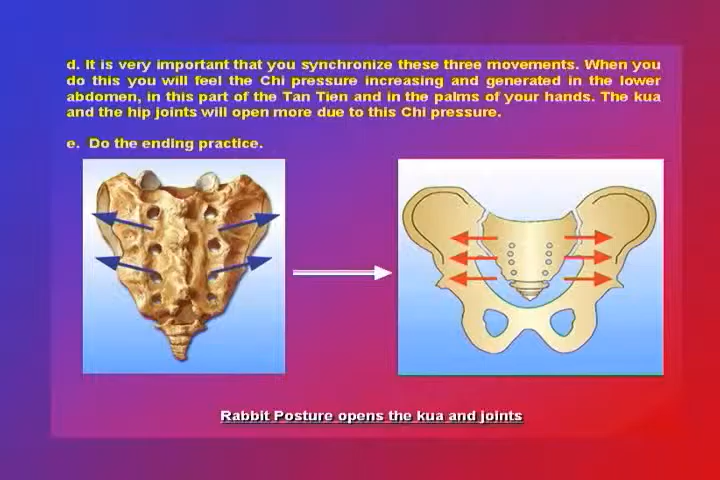 d. It is very important that you synchronize these three movements. When you
do this you will feel the Chi pressure increasing and generated in the lower
abdomen, in this part of the Tan Tien and in the palms of your hands. The kua
and the hip joints will open more due to this Chi pressure.
e. Do the ending practice.
Rabbit Posture opens the kua and joints